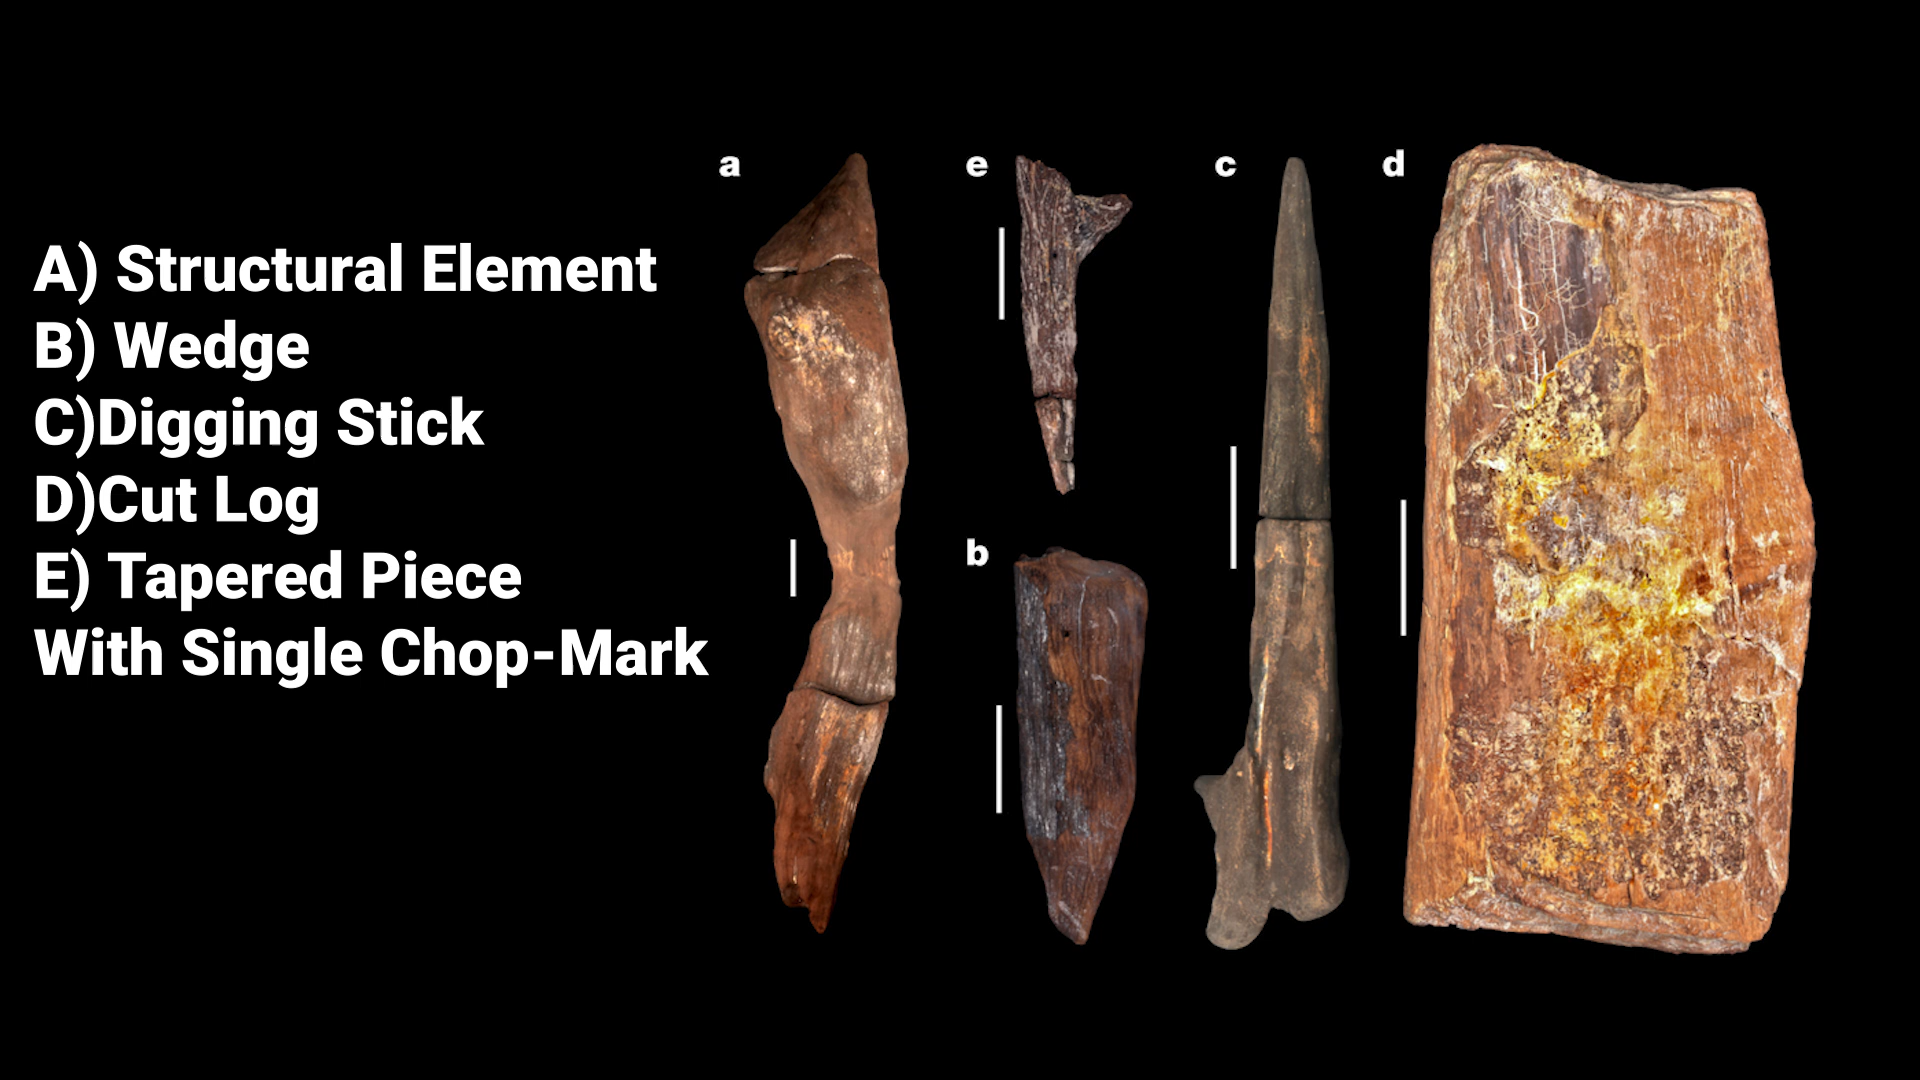 A) Structural Element
B) Wedge
C)Digging Stick
D)Cut Log
E) Tapered Piece
With Single Chop-Mark
a
e
c
d
b